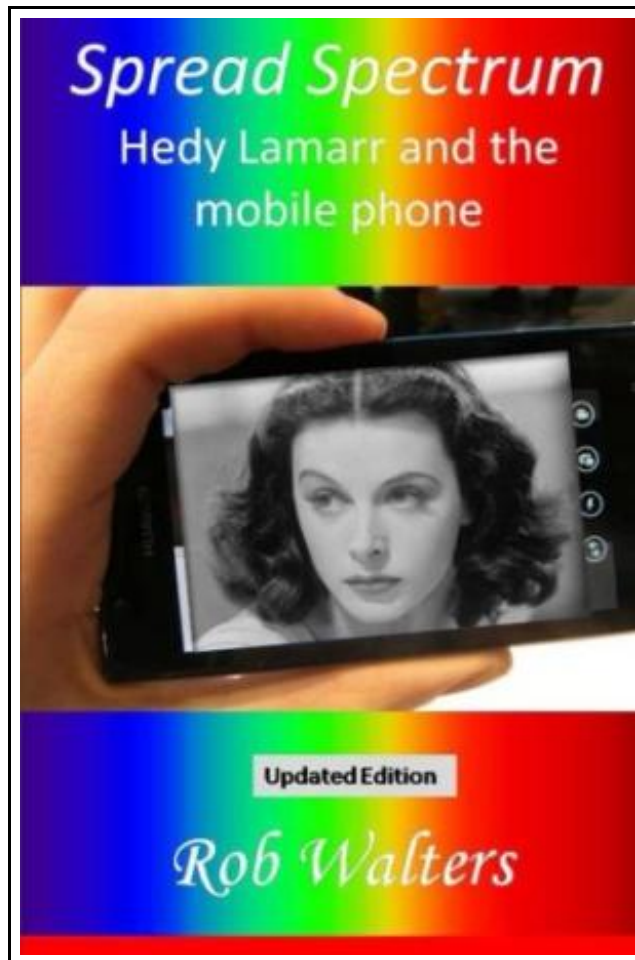 Spread Spectrum
Hedy Lamarr and the
mobile phone
Updated Edition
Rob Walters